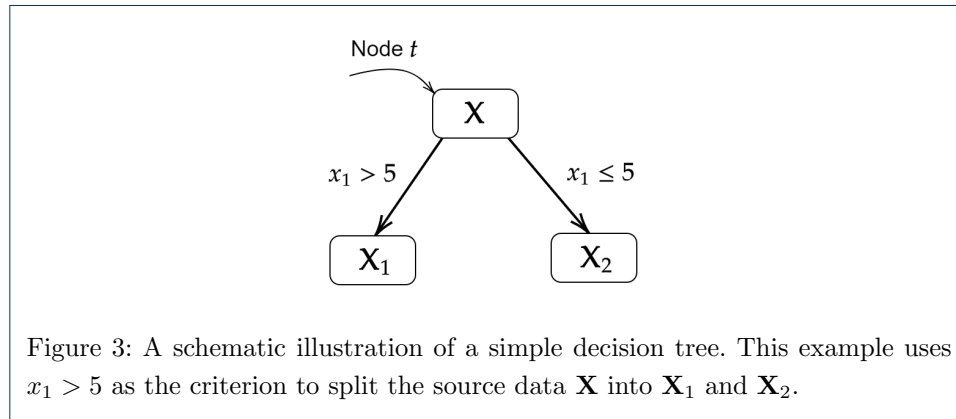 Node t
X
x₁ > 5
x₁ ≤ 5
X₁
X₂
Figure 3: A schematic illustration of a simple decision tree. This example uses
x₁ > 5 as the criterion to split the source data X into X₁ and X₂.